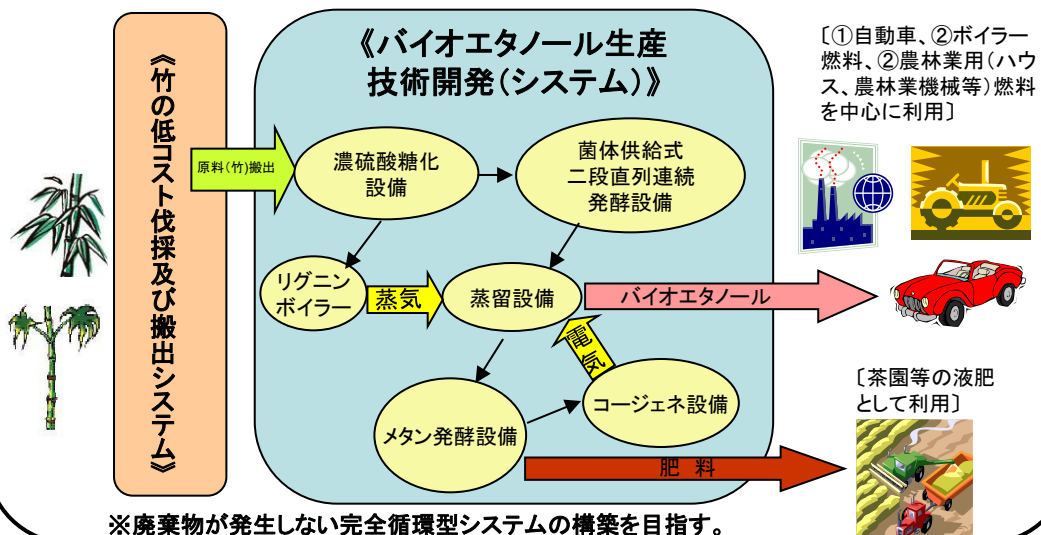 《竹の低コスト伐採及び搬出システム》
原料(竹)搬出
《バイオエタノール生産
技術開発(システム)》
濃硫酸糖化
設備
菌体供給式
二段直列連続
発酵設備
リグニン
ボイラー
蒸気
蒸留設備
バイオエタノール
電気
メタン発酵設備
コージェネ設備
肥 料
〔①自動車、②ボイラー
燃料、②農林業用(ハウ
ス、農林業機械等)燃料
を中心に利用〕
〔茶園等の液肥
として利用〕
※廃棄物が発生しない完全循環型システムの構築を目指す。